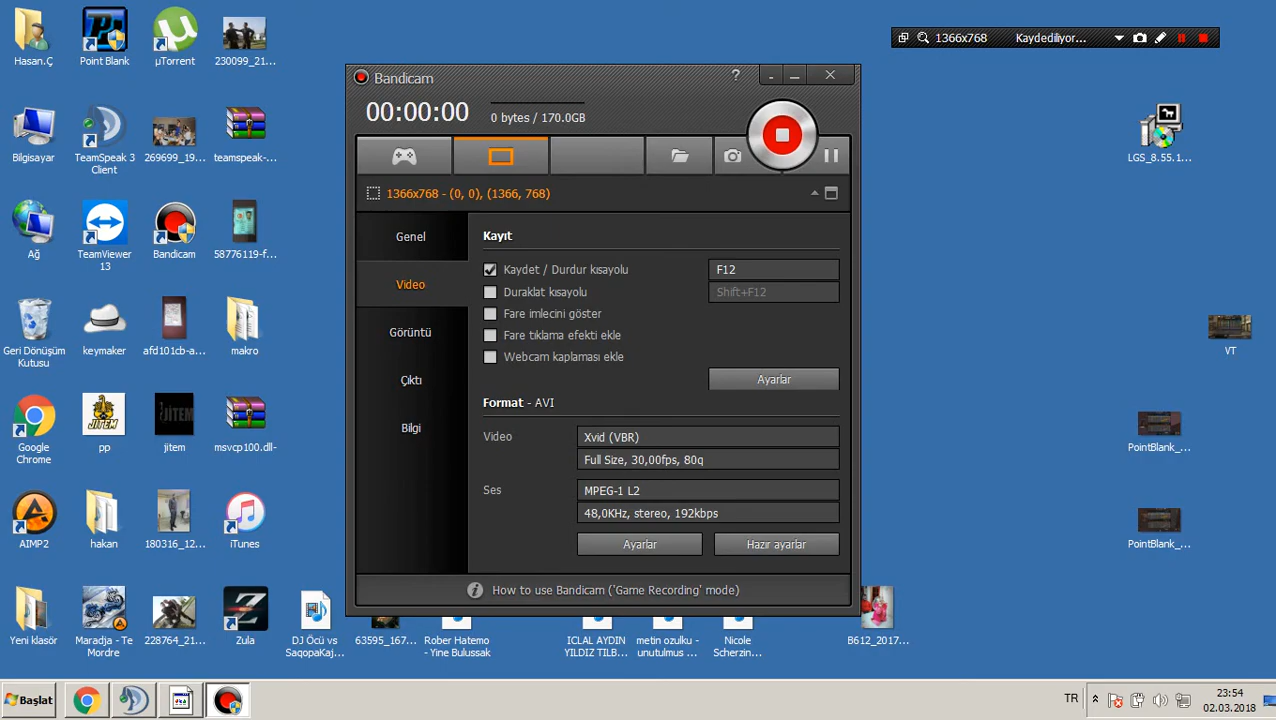 Hasan.Ç
Point Blank
µTorrent
230099_21...
1366x768
Kaydediliyor...
Bilgisayar
TeamSpeak 3
Client
269699_19...
teamspeak-...
Ağ
TeamViewer
13
Bandicam
58776119-f...
Geri Dönüşüm
Kutusu
keymaker
afd101cb-a...
makro
Google
Chrome
pp
jitem
msvcp100.dll-
AIMP2
hakan
180316_12...
iTunes
Yeni klasör
Maradja - Te
Mordre
228764_21...
Zula
DJ Öcü vs
SaqopaKaj...
63595_167...
Rober Hatemo
- Yine Bulussak
ICLAL AYDIN
YILDIZ TILB...
metin ozulku -
unutulmus ...
Nicole
Scherzin...
B612_2017...
LGS_8.55.1...
VT
PointBlank_...
PointBlank_...
Bandicam
?
00:00:00
0 bytes / 170.0GB
1366x768 - (0, 0), (1366, 768)
Genel
Video
Görüntü
Çıktı
Bilgi
Kayıt
Kaydet / Durdur kısayolu
F12
Duraklat kısayolu
Shift+F12
Fare imlecini göster
Fare tıklama efekti ekle
Webcam kaplaması ekle
Ayarlar
Format - AVI
Video
Xvid (VBR)
Full Size, 30,00fps, 80q
Ses
MPEG-1 L2
48,0KHz, stereo, 192kbps
Ayarlar
Hazır ayarlar
How to use Bandicam ('Game Recording' mode)
Başlat
TR
23:54
02.03.2018